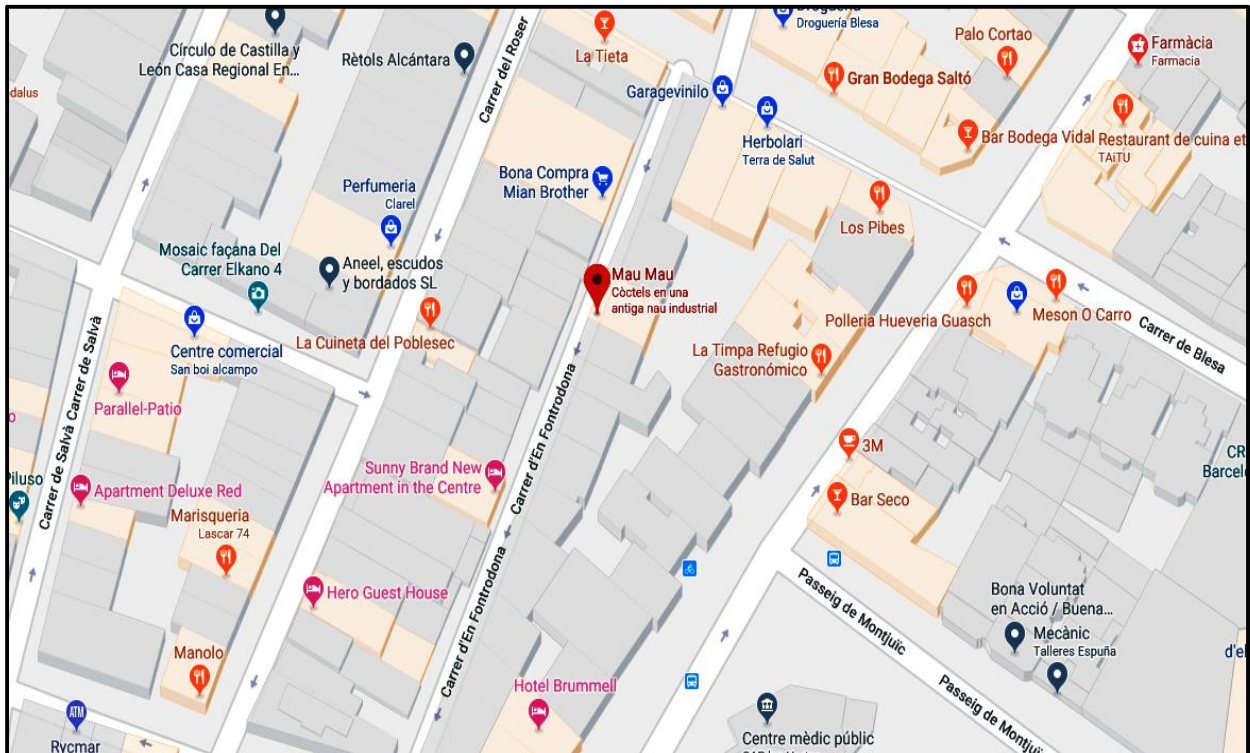 Droguería Blesa
Palo Cortao
Círculo de Castilla y
León Casa Regional En...
Rètols Alcántara
Carrer del Roser
La Tieta
Farmàcia
Farmacia
Gran Bodega Saltó
dalus
Garagevinilo
Herbolari
Terra de Salut
Bar Bodega Vidal
Restaurant de cuina et
TAiTU
Bona Compra
Mian Brother
Perfumeria
Clarel
Los Pibes
Mosaic façana Del
Carrer Elkano 4
Aneel, escudos
y bordados SL
Mau Mau
Còctels en una
antiga nau industrial
Polleria Hueveria Guasch
Meson O Carro
Carrer de Blesa
La Cuineta del Poblesec
Centre comercial
San boi alcampo
La Timpa Refugio
Gastronómico
Carrer de Salvà
Carrer de Salvà
Parallel-Patio
Carrer d'En Fontrodona
3M
CR
Barcelo
Piluso
Sunny Brand New
Apartment in the Centre
Apartment Deluxe Red
Bar Seco
Marisqueria
Lascar 74
Hero Guest House
Carrer d'En Fontrodona
Passeig de Montjuïc
Bona Voluntat
en Acció / Buena...
Mecànic
Talleres Espuña
Manolo
d'el
Hotel Brummell
Passeig de Montjuïc
ATM
Rycmar
Centre mèdic públic